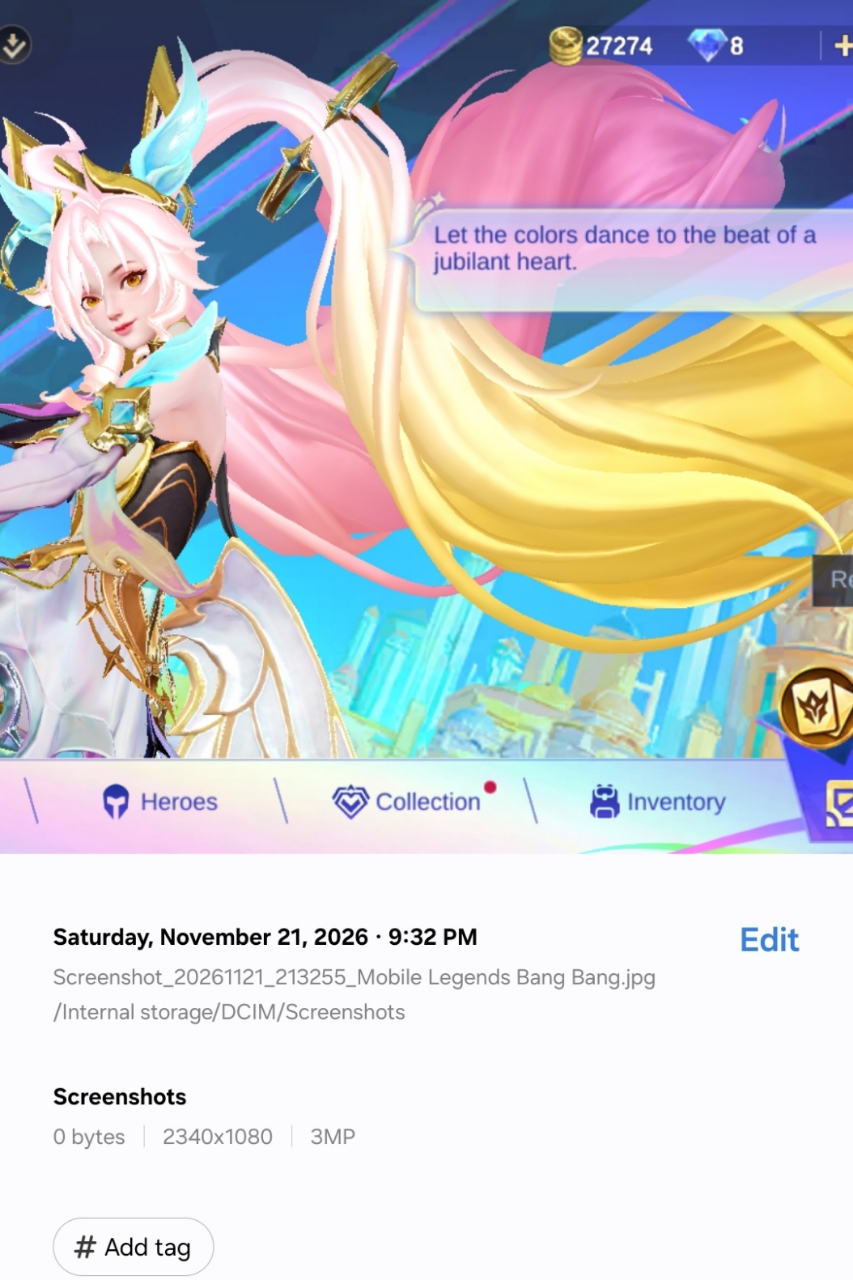 27274
8
Let the colors dance to the beat of a
jubilant heart.
Re
Heroes
Collection
Inventory
Saturday, November 21, 2026 · 9:32 PM
Edit
Screenshot_20261121_213255_Mobile Legends Bang Bang.jpg
/Internal storage/DCIM/Screenshots
Screenshots
0 bytes
2340x1080
3MP
# Add tag